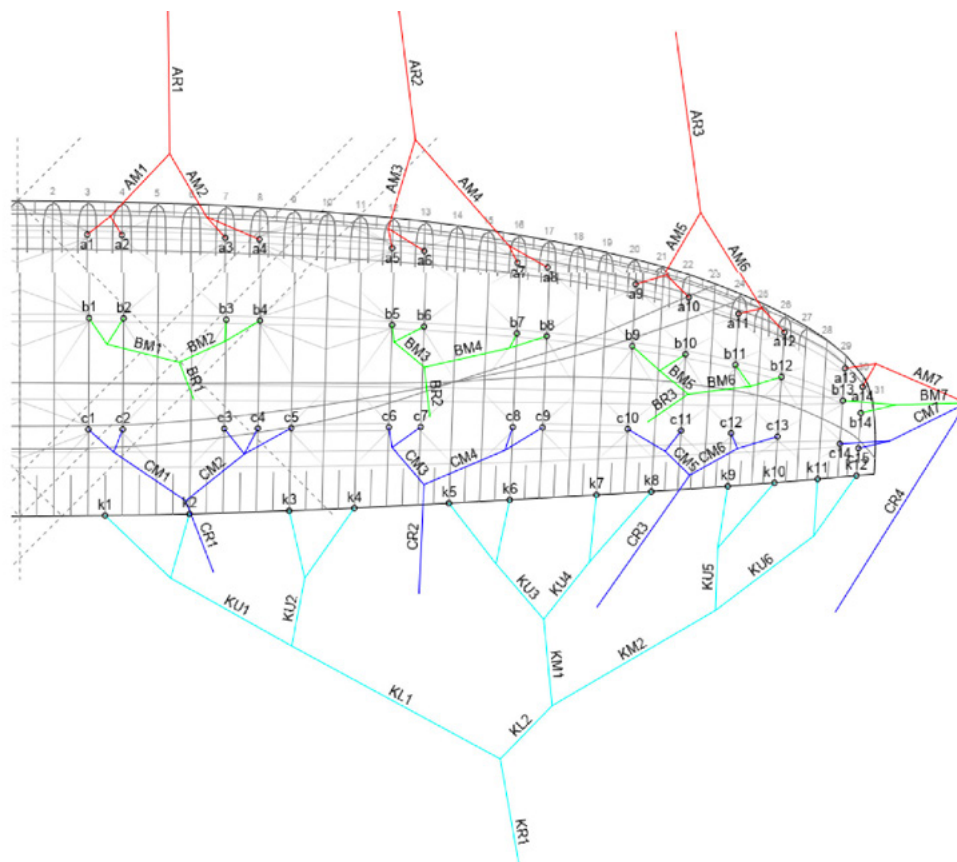 AR1
AR2
AR3
AM1
AM2
AM3
AM4
AM5
AM6
3 4 5 6 7 8 9 10 11 12 13 14 15 16 17 18 19 20 21 22 23 24 25 26 27 28 29 30 31
a1 a2 a3 a4 a5 a6 a7 a8 a9 a10 a11 a12 a13 a14
AM7
b1 b2 b3 b4 b5 b6 b7 b8 b9 b10 b11 b12 b13 b14
BM1 BM2 BM3 BM4 BM5 BM6 BM7
BR1 BR2 BR3
c1 c2 c3 c4 c5 c6 c7 c8 c9 c10 c11 c12 c13 c14
CM1 CM2 CM3 CM4 CM5 CM6 CM7
k1 k2 k3 k4 k5 k6 k7 k8 k9 k10 k11 k12
CR1 CR2 CR3 CR4
KU1 KU2 KU3 KU4 KU5 KU6
KM1 KM2
KL1 KL2
KR1